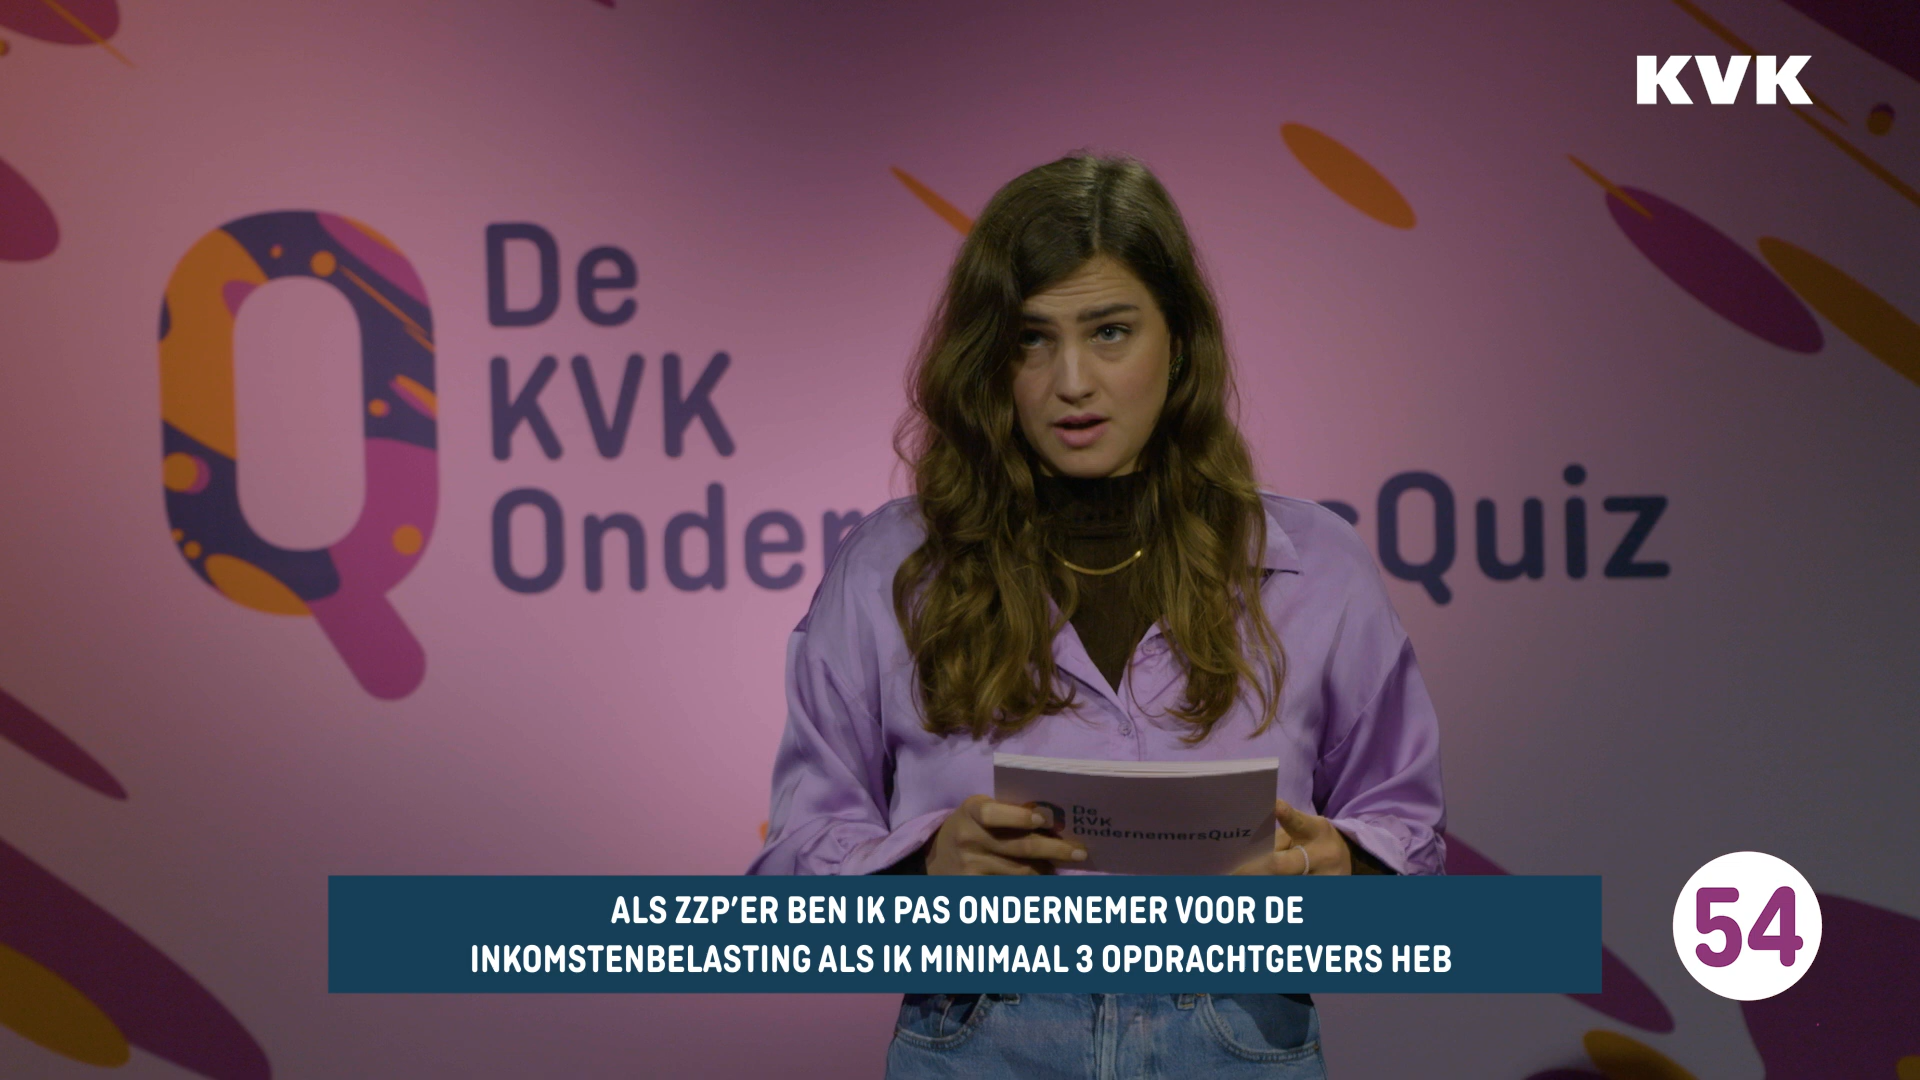 KVK
De
KVK
Onder
sQuiz
De
KVK
OndernemersQuiz
ALS ZZP'ER BEN IK PAS ONDERNEMER VOOR DE
INKOMSTENBELASTING ALS IK MINIMAAL 3 OPDRACHTGEVERS HEB
54